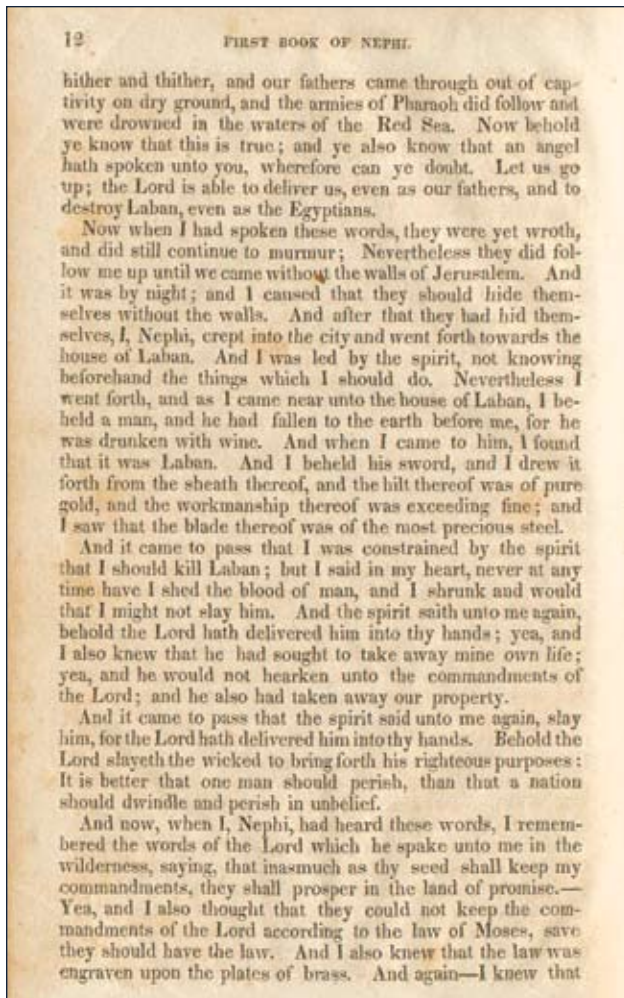 12
FIRST BOOK OF NEPHI.
hither and thither, and our fathers came through out of cap-
tivity on dry ground, and the armies of Pharaoh did follow and
were drowned in the waters of the Red Sea. Now behold
ye know that this is true; and ye also know that an angel
hath spoken unto you, wherefore can ye doubt. Let us go
up; the Lord is able to deliver us, even as our fathers, and to
destroy Laban, even as the Egyptians.
Now when I had spoken these words, they were yet wroth,
and did still continue to murmur; Nevertheless they did fol-
low me up until we came without the walls of Jerusalem. And
it was by night; and I caused that they should hide them-
selves without the walls. And after that they had hid them-
selves, I, Nephi, crept into the city and went forth towards the
house of Laban. And I was led by the spirit, not knowing
beforehand the things which I should do. Nevertheless I
went forth, and as I came near unto the house of Laban, I be-
held a man, and he had fallen to the earth before me, for he
was drunken with wine. And when I came to him, I found
that it was Laban. And I beheld his sword, and I drew it
forth from the sheath thereof, and the hilt thereof was of pure
gold, and the workmanship thereof was exceeding fine; and
I saw that the blade thereof was of the most precious steel.
And it came to pass that I was constrained by the spirit
that I should kill Laban; but I said in my heart, never at any
time have I shed the blood of man, and I shrunk and would
that I might not slay him. And the spirit saith unto me again,
behold the Lord hath delivered him into thy hands; yea, and
I also knew that he had sought to take away mine own life;
yea, and he would not hearken unto the commandments of
the Lord; and he also had taken away our property.
And it came to pass that the spirit said unto me again, slay
him, for the Lord hath delivered him into thy hands. Behold the
Lord slayeth the wicked to bring forth his righteous purposes:
It is better that one man should perish, than that a nation
should dwindle and perish in unbelief.
And now, when I, Nephi, had heard these words, I remem-
bered the words of the Lord which he spake unto me in the
wilderness, saying, that inasmuch as thy seed shall keep my
commandments, they shall prosper in the land of promise.—
Yea, and I also thought that they could not keep the com-
mandments of the Lord according to the law of Moses, save
they should have the law. And I also knew that the law was
engraven upon the plates of brass. And again—I knew that